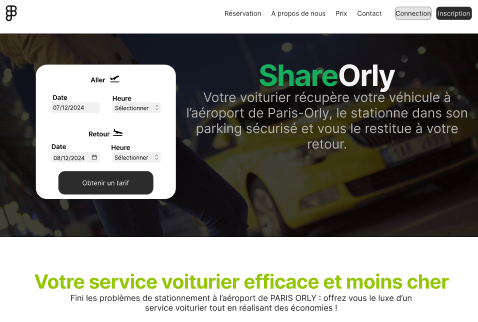 Réservation A propos de nous Prix Contact Connection Inscription
Aller
Date Heure
07/12/2024 Sélectionner
Retour
Date Heure
08/12/2024 Sélectionner
Obtenir un tarif
ShareOrly
Votre voiturier récupère votre véhicule à
l'aéroport de Paris-Orly, le stationne dans son
parking sécurisé et vous le restitue à votre
retour.
Votre service voiturier efficace et moins cher
Fini les problèmes de stationnement à l'aéroport de PARIS ORLY : offrez vous le luxe d'un
service voiturier tout en réalisant des économies !